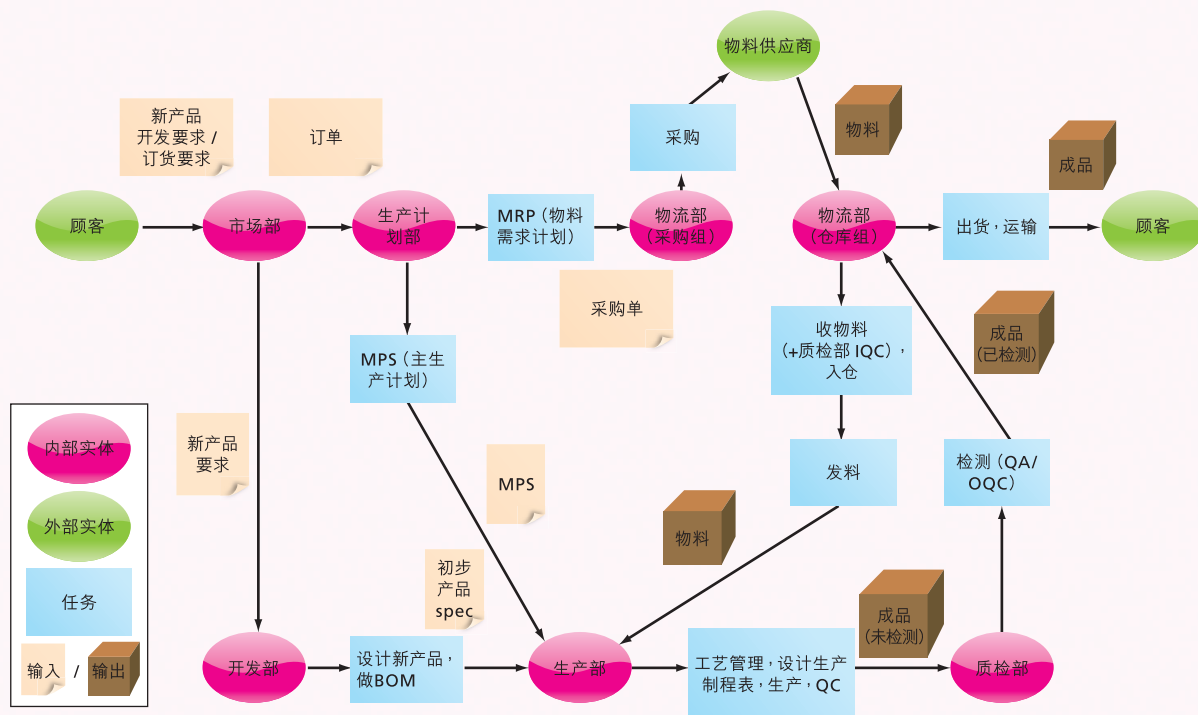 物料供应商
新产品
开发要求 /
订货要求
订单
采购
物料
成品
顾客
市场部
生产计
划部
MRP（物料
需求计划）
物流部
（采购组）
物流部
（仓库组）
出货，运输
顾客
采购单
收物料
（+质检部 IQC），
入仓
成品
（已检测）
MPS（主生
产计划）
内部实体
新产品
要求
MPS
发料
检测（QA/
OQC）
外部实体
物料
任务
初步
产品
spec
成品
（未检测）
输入 / 输出
开发部
设计新产品，
做BOM
生产部
工艺管理，设计生产
制程表，生产，QC
质检部